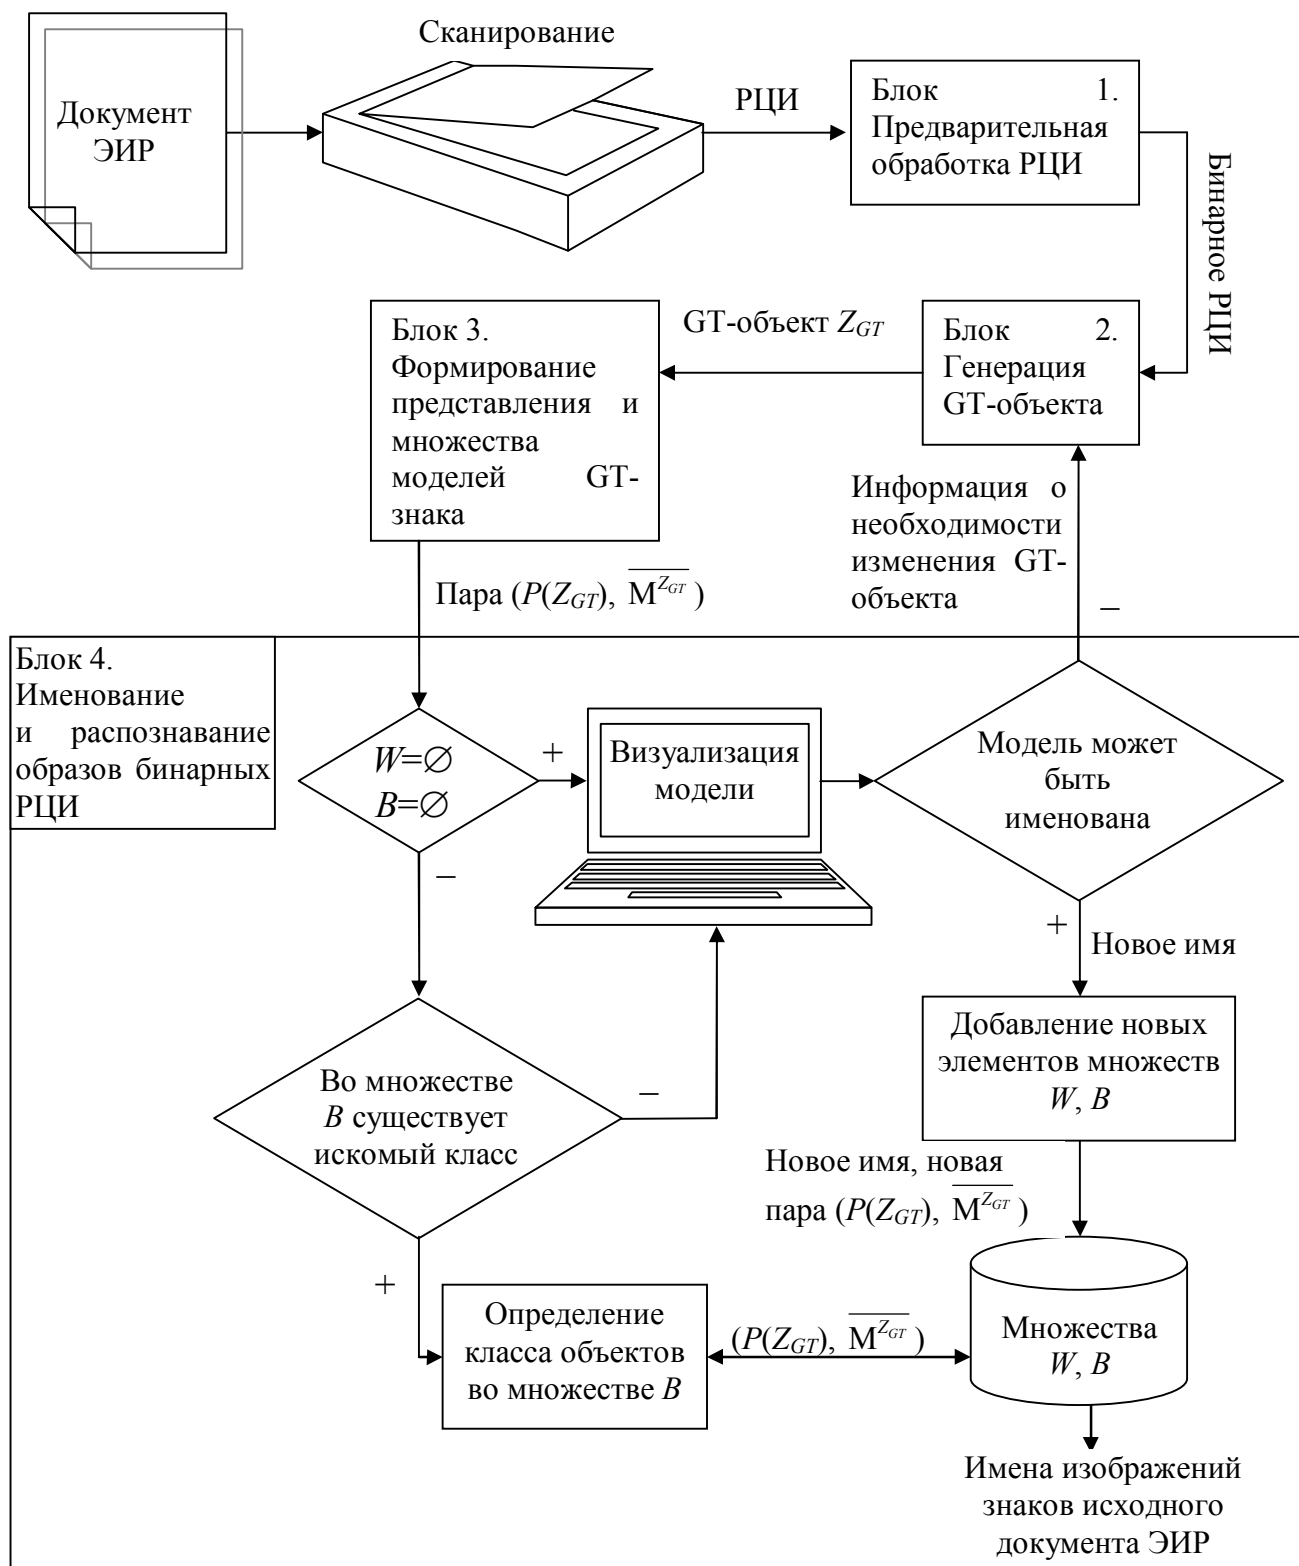 Сканирование
Документ
ЭИР
РЦИ
Блок 1.
Предварительная
обработка РЦИ
Бинарное РЦИ
Блок 2.
Генерация
GT-объекта
GT-объект Z_GT
Блок 3.
Формирование
представления и
множества
моделей GT-
знака
Информация о
необходимости
изменения GT-
объекта
Пара (P(Z_GT), M^Z_GT)
–
Блок 4.
Именование
и распознавание
образов бинарных
РЦИ
W=∅
B=∅
+
Визуализация
модели
Модель может
быть
именована
–
+
Новое имя
Во множестве
B существует
искомый класс
–
Добавление новых
элементов множеств
W, B
Новое имя, новая
пара (P(Z_GT), M^Z_GT)
+
Определение
класса объектов
во множестве B
(P(Z_GT), M^Z_GT)
Множества
W, B
Имена изображений
знаков исходного
документа ЭИР